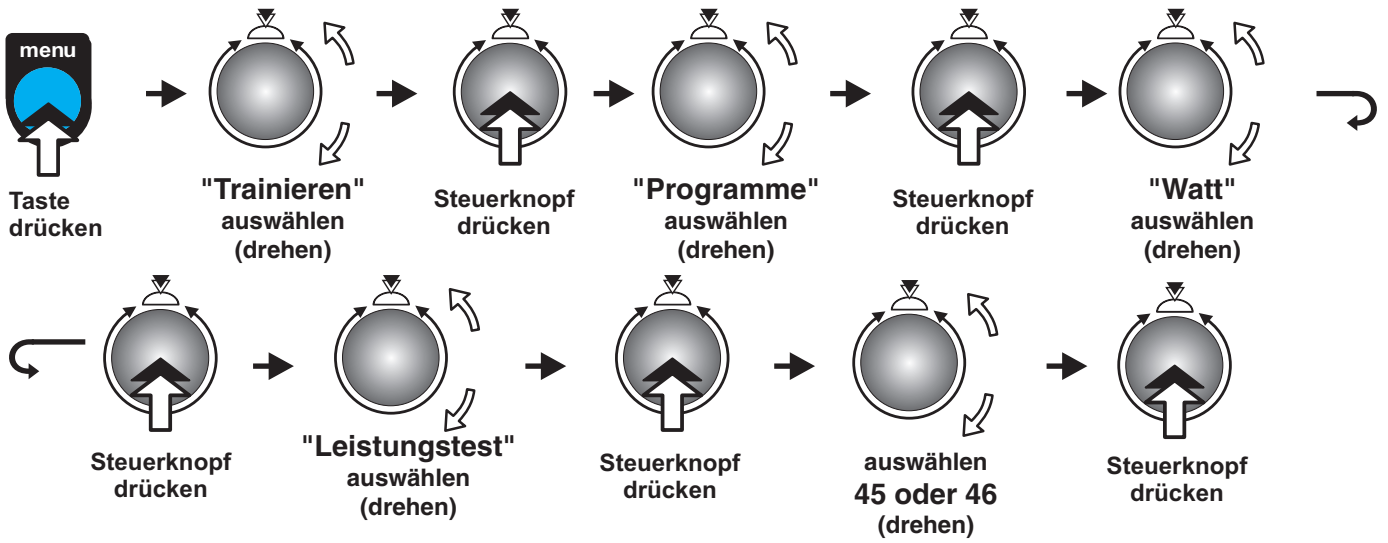 menu
Taste
drücken
"Trainieren"
auswählen
(drehen)
Steuerknopf
drücken
"Programme"
auswählen
(drehen)
Steuerknopf
drücken
"Watt"
auswählen
(drehen)
Steuerknopf
drücken
"Leistungstest"
auswählen
(drehen)
Steuerknopf
drücken
auswählen
45 oder 46
(drehen)
Steuerknopf
drücken